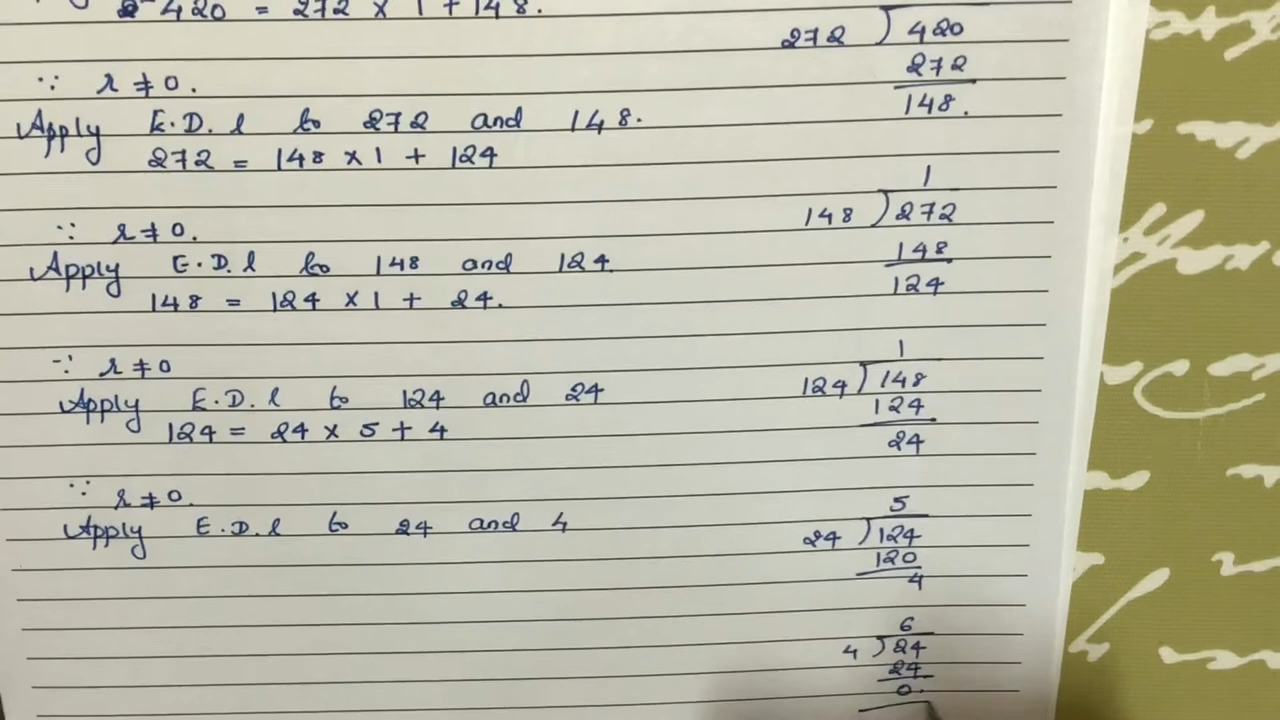 420 = 272 x 1 + 148.
∵ r ≠ 0.
Apply E.D.l to 272 and 148.
272 = 148 x 1 + 124
∵ r ≠ 0.
Apply E.D.l to 148 and 124
148 = 124 x 1 + 24.
∵ r ≠ 0
Apply E.D.l to 124 and 24
124 = 24 x 5 + 4
∵ r ≠ 0.
Apply E.D.l to 24 and 4
272 ) 420
272
148.
1
148 ) 272
148
124
1
124 ) 148
124
24
5
24 ) 124
120
4
6
4 ) 24
24
0.